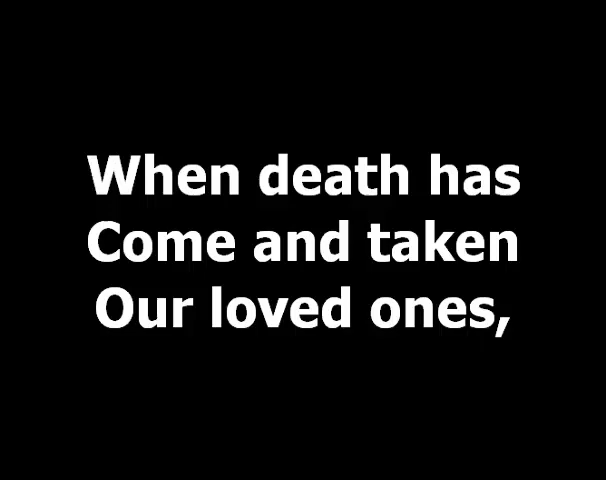 When death has
Come and taken
Our loved ones,